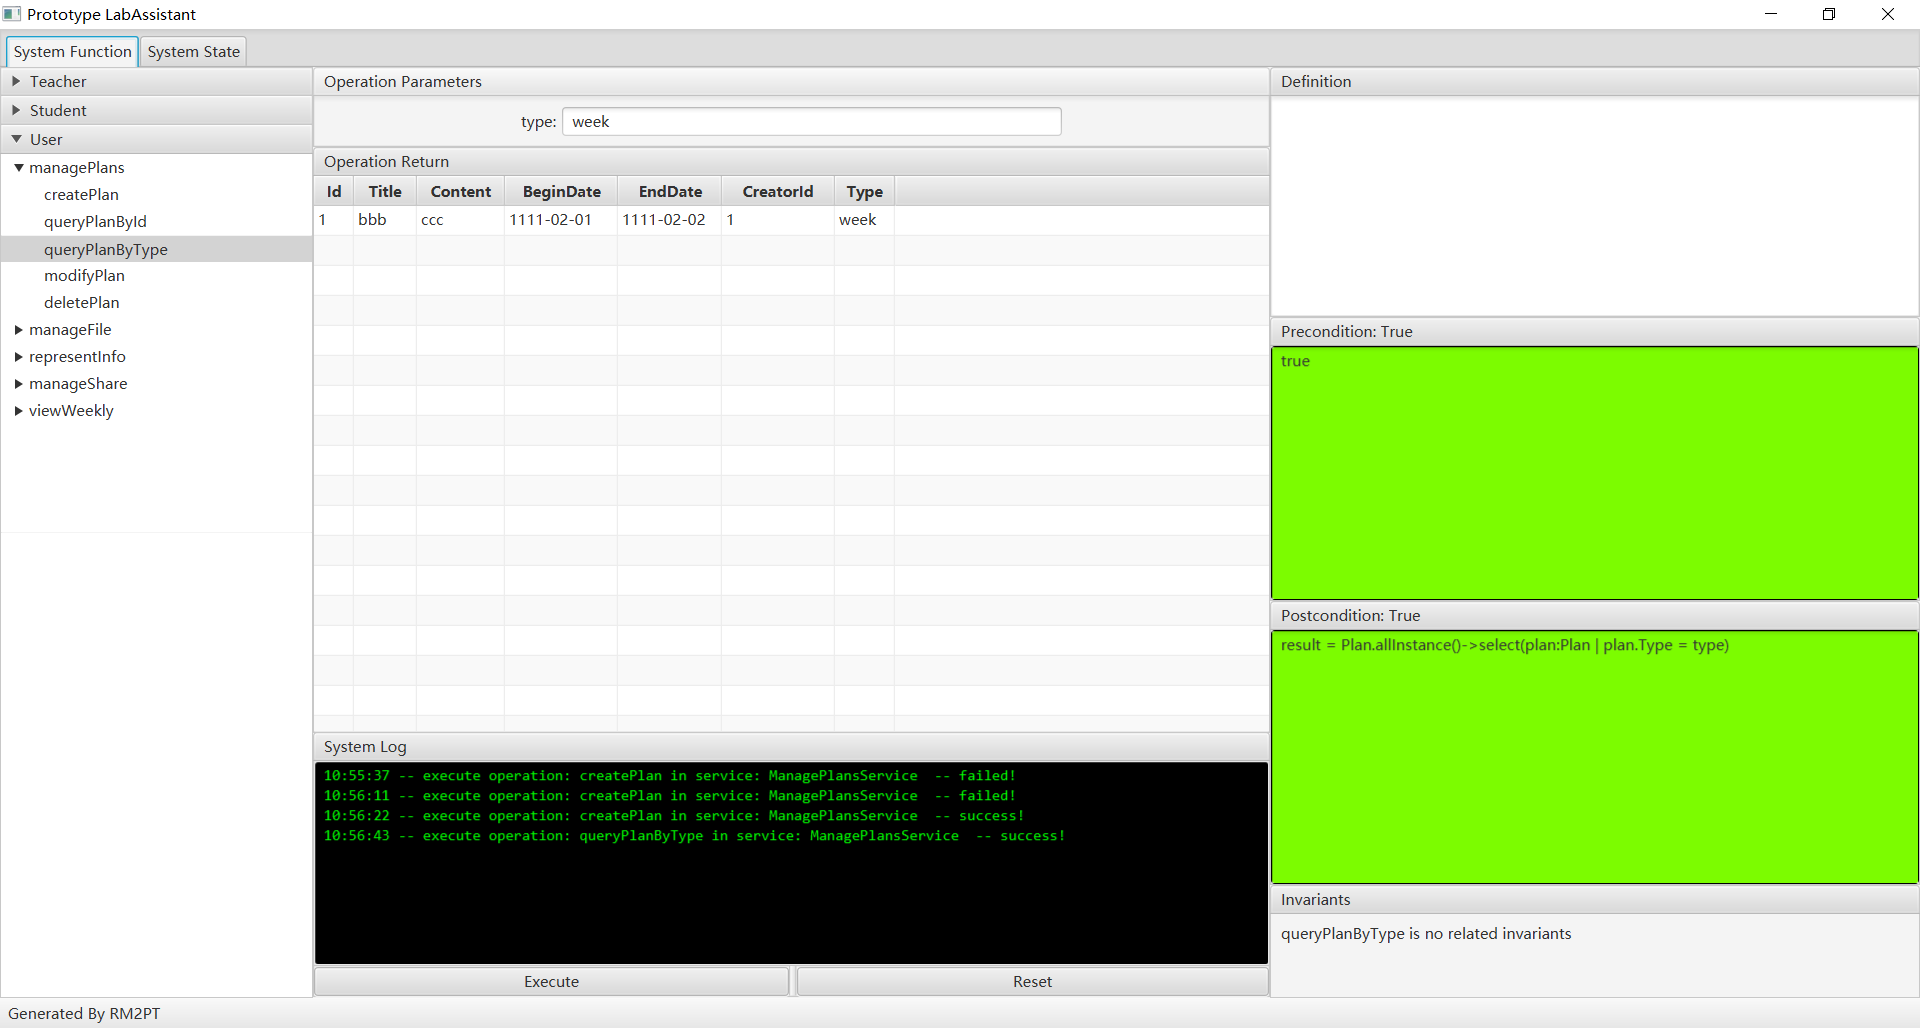 Prototype LabAssistant
System Function
System State
Teacher
Student
User
managePlans
createPlan
queryPlanById
queryPlanByType
modifyPlan
deletePlan
manageFile
representInfo
manageShare
viewWeekly
Operation Parameters
type: week
Operation Return
Id Title Content BeginDate EndDate CreatorId Type
1 bbb ccc 1111-02-01 1111-02-02 1 week
System Log
10:55:37 -- execute operation: createPlan in service: ManagePlansService -- failed!
10:56:11 -- execute operation: createPlan in service: ManagePlansService -- failed!
10:56:22 -- execute operation: createPlan in service: ManagePlansService -- success!
10:56:43 -- execute operation: queryPlanByType in service: ManagePlansService -- success!
Execute
Reset
Definition
Precondition: True
true
Postcondition: True
result = Plan.allInstance()->select(plan:Plan | plan.Type = type)
Invariants
queryPlanByType is no related invariants
Generated By RM2PT